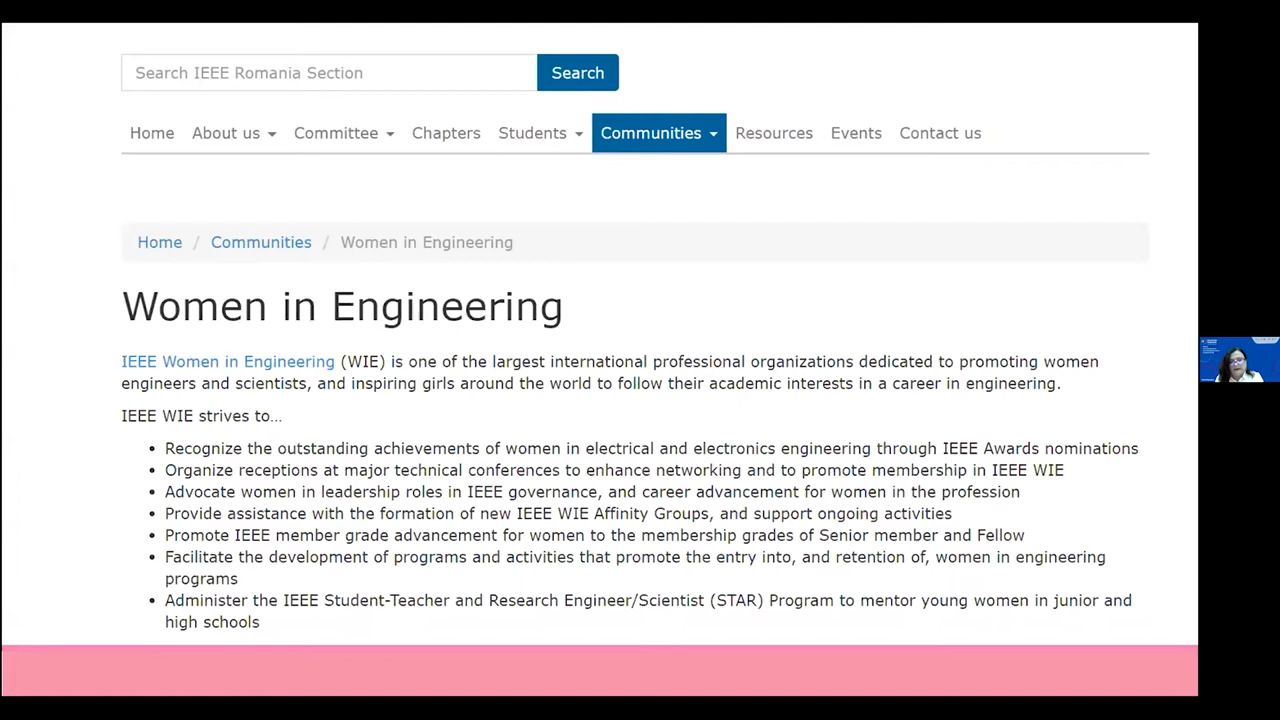 Search IEEE Romania Section
Search
Home About us Committee Chapters Students Communities Resources Events Contact us
Home / Communities / Women in Engineering
Women in Engineering
IEEE Women in Engineering (WIE) is one of the largest international professional organizations dedicated to promoting women
engineers and scientists, and inspiring girls around the world to follow their academic interests in a career in engineering.
IEEE WIE strives to...
• Recognize the outstanding achievements of women in electrical and electronics engineering through IEEE Awards nominations
• Organize receptions at major technical conferences to enhance networking and to promote membership in IEEE WIE
• Advocate women in leadership roles in IEEE governance, and career advancement for women in the profession
• Provide assistance with the formation of new IEEE WIE Affinity Groups, and support ongoing activities
• Promote IEEE member grade advancement for women to the membership grades of Senior member and Fellow
• Facilitate the development of programs and activities that promote the entry into, and retention of, women in engineering
programs
• Administer the IEEE Student-Teacher and Research Engineer/Scientist (STAR) Program to mentor young women in junior and
high schools